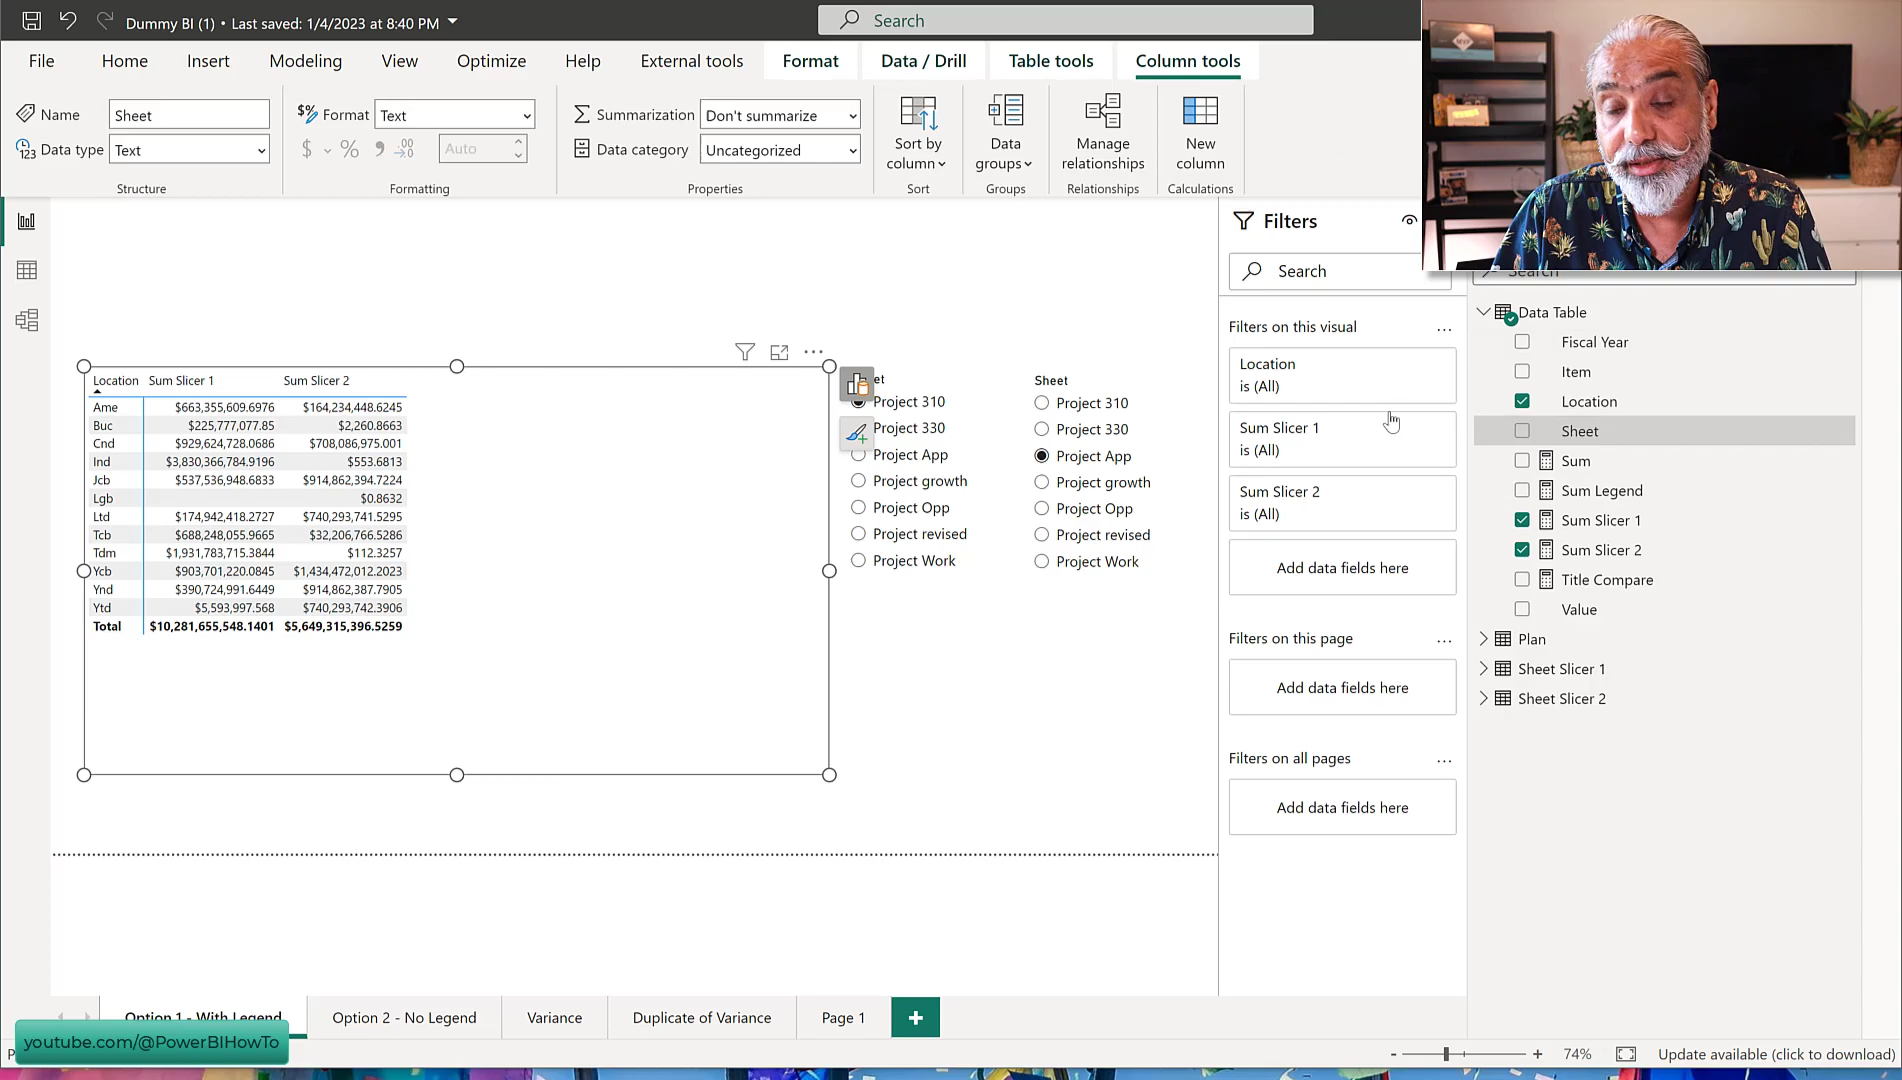 Dummy BI (1) • Last saved: 1/4/2023 at 8:40 PM
Search
File Home Insert Modeling View Optimize Help External tools Format Data / Drill Table tools Column tools
Name Sheet
Data type Text
Structure
Format Text
$ % 9 .00 Auto
Formatting
Summarization Don't summarize
Data category Uncategorized
Properties
Sort by column
Sort
Data groups
Groups
Manage relationships
Relationships
New column
Calculations
Location Sum Slicer 1 Sum Slicer 2
Ame $663,355,609.6976 $164,234,448.6245
Buc $225,777,077.85 $2,260.8663
Cnd $929,624,728.0686 $708,086,975.001
Ind $3,830,366,784.9196 $553.6813
Jcb $537,536,948.6833 $914,862,394.7224
Lgb $0.8632
Ltd $174,942,418.2727 $740,293,741.5295
Tcb $688,248,055.9665 $32,206,766.5286
Tdm $1,931,783,715.3844 $112.3257
Ycb $903,701,220.0845 $1,434,472,012.2023
Ynd $390,724,991.6449 $914,862,387.7905
Ytd $5,593,997.568 $740,293,742.3906
Total $10,281,655,548.1401 $5,649,315,396.5259
et
Project 310
Project 330
Project App
Project growth
Project Opp
Project revised
Project Work
Sheet
Project 310
Project 330
Project App
Project growth
Project Opp
Project revised
Project Work
Filters
Search
Filters on this visual ...
Location
is (All)
Sum Slicer 1
is (All)
Sum Slicer 2
is (All)
Add data fields here
Filters on this page ...
Add data fields here
Filters on all pages ...
Add data fields here
Search
Data Table
Fiscal Year
Item
Location
Sheet
Sum
Sum Legend
Sum Slicer 1
Sum Slicer 2
Title Compare
Value
Plan
Sheet Slicer 1
Sheet Slicer 2
Option 1 - With Legend Option 2 - No Legend Variance Duplicate of Variance Page 1 +
youtube.com/@PowerBIHowTo
- + 74% Update available (click to download)